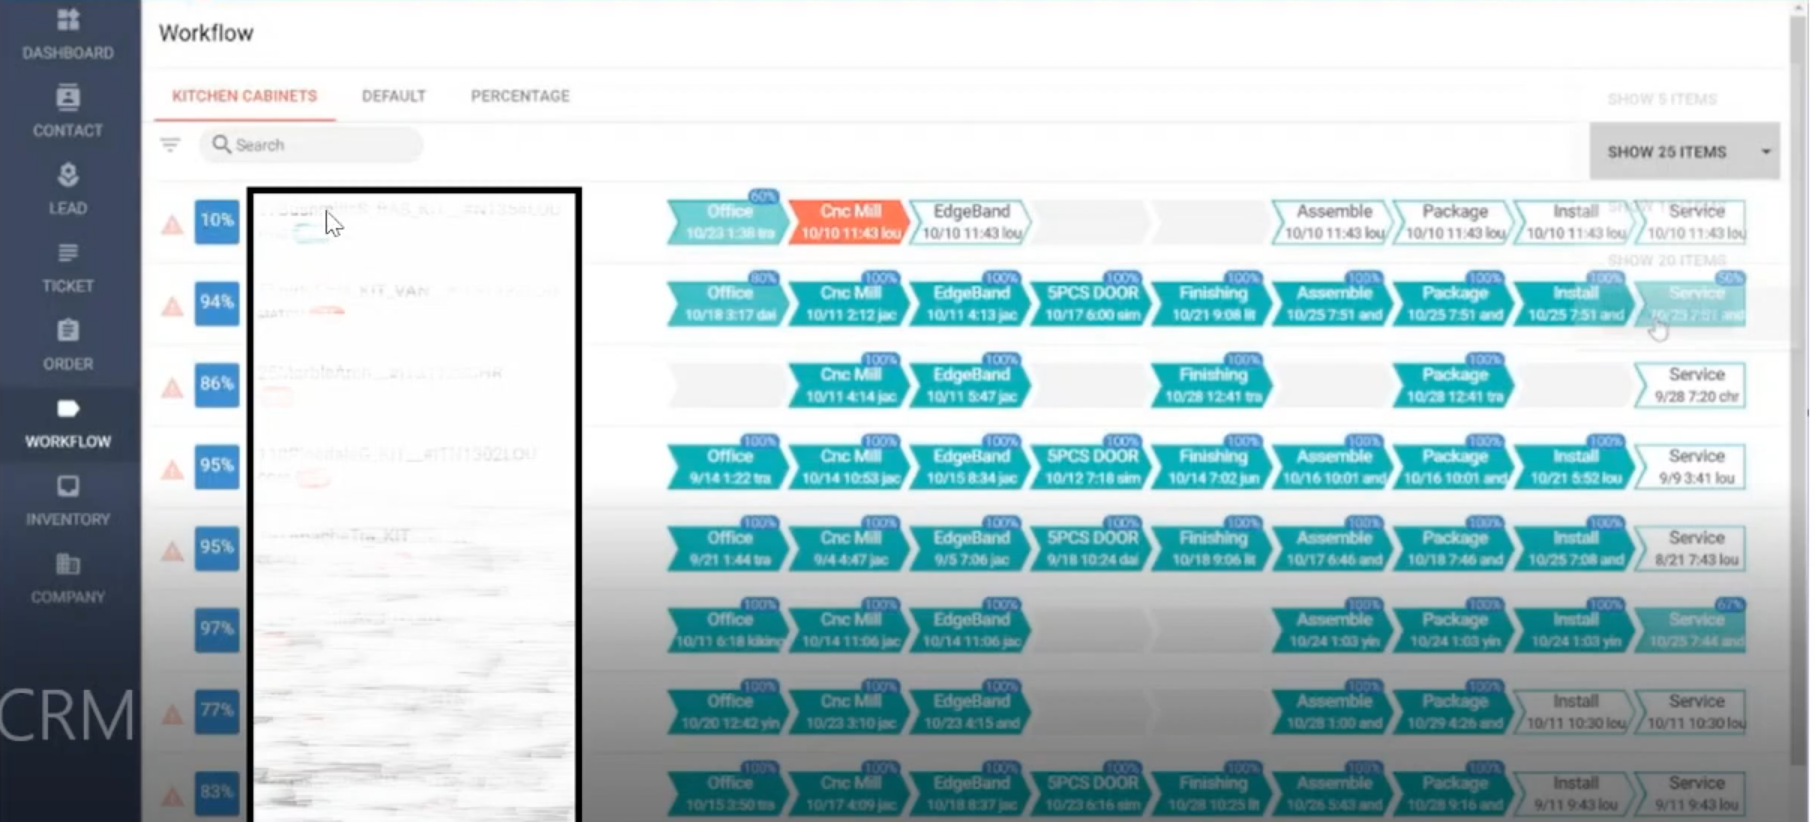 DASHBOARD
CONTACT
LEAD
TICKET
ORDER
WORKFLOW
INVENTORY
COMPANY
CRM
Workflow
KITCHEN CABINETS DEFAULT PERCENTAGE
SHOW 5 ITEMS
Search
SHOW 25 ITEMS
SHOW 20 ITEMS
10%
60%
Office Cnc Mill EdgeBand Assemble Package Install Service
10/23 1:38 tra 10/10 11:43 lou 10/10 11:43 lou 10/10 11:43 lou 10/10 11:43 lou 10/10 11:43 lou 10/10 11:43 lou
94%
KIT_VAN
80% 100% 100% 100% 100% 100% 100% 100% 50%
Office Cnc Mill EdgeBand 5PCS DOOR Finishing Assemble Package Install Service
10/18 3:17 dai 10/11 2:12 jac 10/11 4:13 jac 10/17 6:00 sim 10/21 9:08 lit 10/25 7:51 and 10/25 7:51 and 10/25 7:51 and 10/25 7:51 and
86%
100% 100% 100% 100%
Cnc Mill EdgeBand Finishing Package Service
10/11 4:14 jac 10/11 5:47 jac 10/28 12:41 tra 10/28 12:41 tra 9/28 7:20 chr
95%
100% 100% 100% 100% 100% 100% 100% 100%
Office Cnc Mill EdgeBand 5PCS DOOR Finishing Assemble Package Install Service
9/14 1:22 tra 10/14 10:53 jac 10/15 8:34 jac 10/12 7:18 sim 10/14 7:02 jun 10/16 10:01 and 10/16 10:01 and 10/21 5:52 lou 9/9 3:41 lou
95%
100% 100% 100% 100% 100% 100% 100% 100%
Office Cnc Mill EdgeBand 5PCS DOOR Finishing Assemble Package Install Service
9/21 1:44 tra 9/4 4:47 jac 9/5 7:06 jac 9/18 10:24 dai 10/18 9:06 lit 10/17 6:46 and 10/18 7:46 and 10/25 7:08 and 8/21 7:43 lou
97%
100% 100% 100% 100% 100% 100% 67%
Office Cnc Mill EdgeBand Assemble Package Install Service
10/11 6:18 kiking 10/14 11:06 jac 10/14 11:06 jac 10/24 1:03 yin 10/24 1:03 yin 10/24 1:03 yin 10/25 7:44 and
77%
100% 100% 100% 100% 100%
Office Cnc Mill EdgeBand Assemble Package Install Service
10/20 12:42 yin 10/23 3:10 jac 10/23 4:15 and 10/28 1:00 and 10/29 4:26 and 10/11 10:30 lou 10/11 10:30 lou
83%
100% 100% 100% 100% 100% 100% 100%
Office Cnc Mill EdgeBand 5PCS DOOR Finishing Assemble Package Install Service
10/15 3:50 tra 10/17 4:09 jac 10/18 8:37 jac 10/23 6:16 sim 10/28 10:25 lit 10/26 5:43 and 10/28 9:16 and 9/11 9:43 lou 9/11 9:43 lou